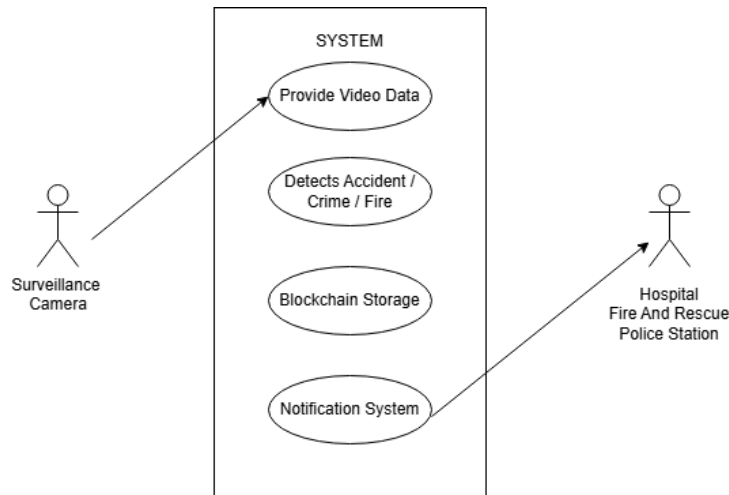 SYSTEM
Provide Video Data
Detects Accident /
Crime / Fire
Surveillance
Camera
Blockchain Storage
Hospital
Fire And Rescue
Police Station
Notification System